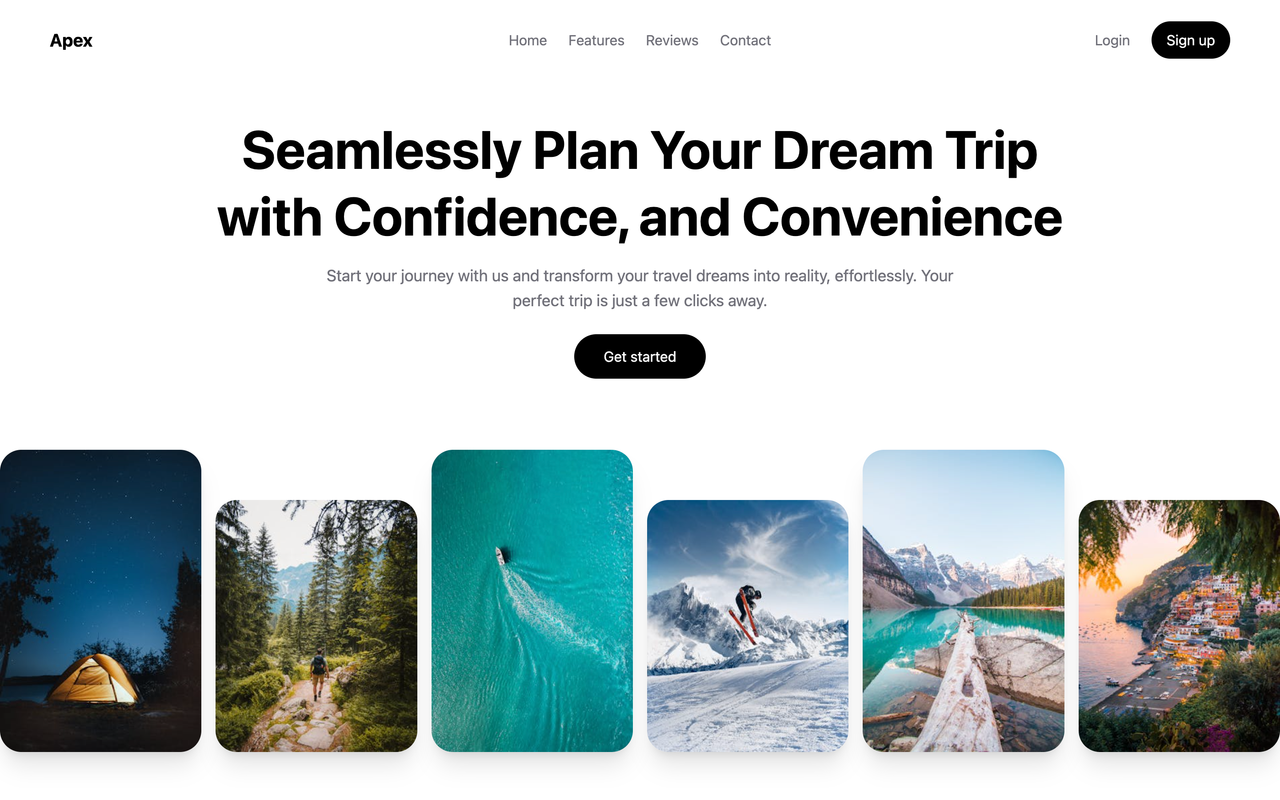 Apex
Home
Features
Reviews
Contact
Login
Sign up
Seamlessly Plan Your Dream Trip
with Confidence, and Convenience
Start your journey with us and transform your travel dreams into reality, effortlessly. Your
perfect trip is just a few clicks away.
Get started